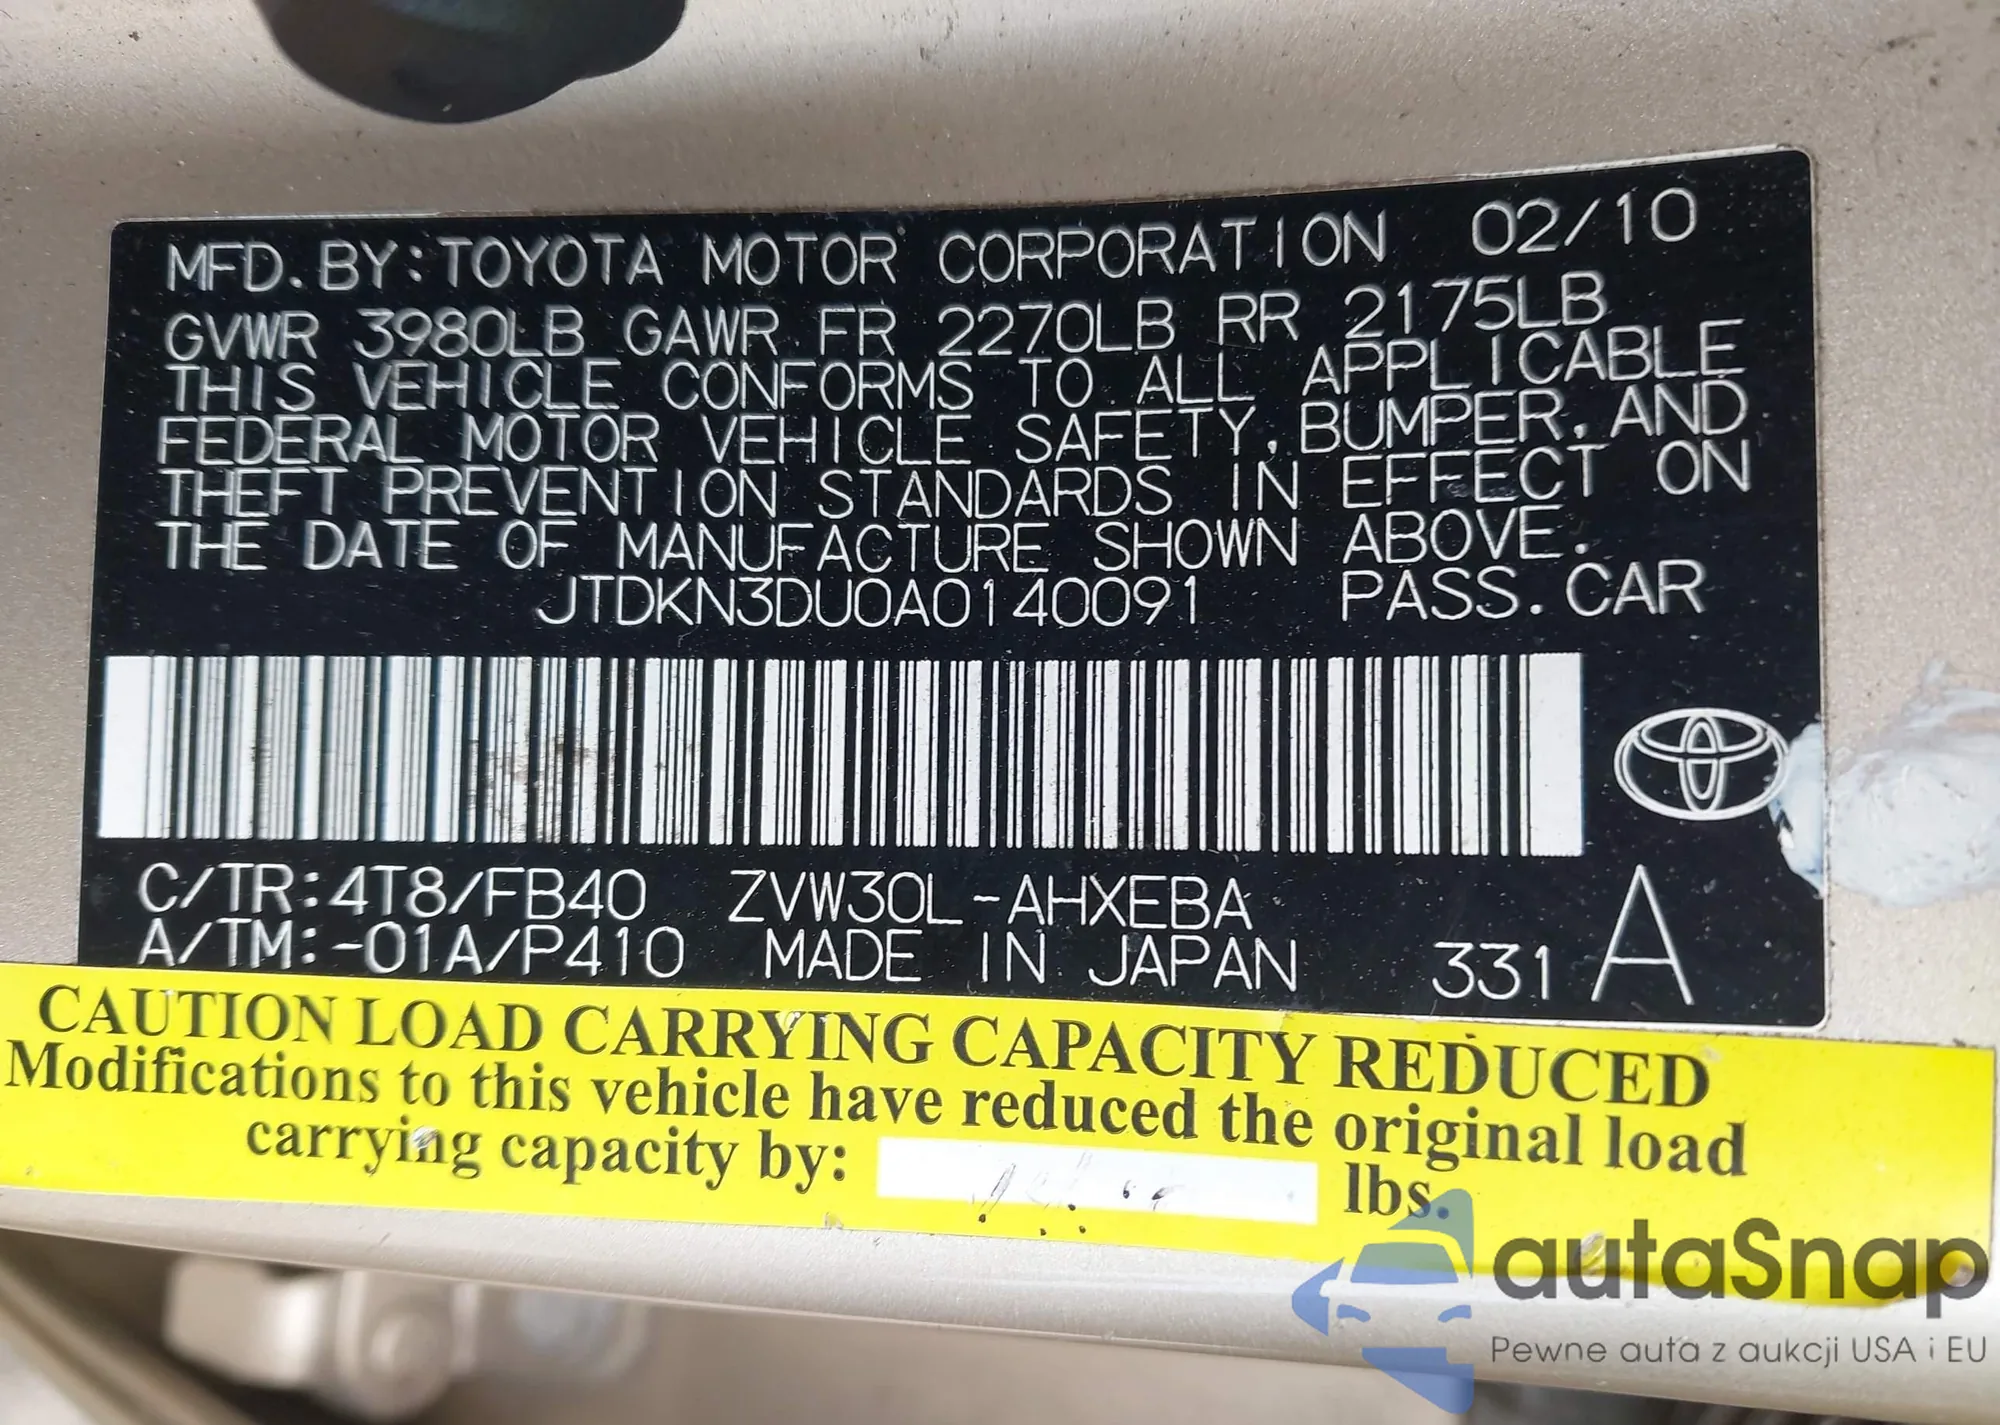 MFD. BY: TOYOTA MOTOR CORPORATION 02/10
GVWR 3980LB GAWR FR 2270LB RR 2175LB
THIS VEHICLE CONFORMS TO ALL APPLICABLE
FEDERAL MOTOR VEHICLE SAFETY, BUMPER, AND
THEFT PREVENTION STANDARDS IN EFFECT ON
THE DATE OF MANUFACTURE SHOWN ABOVE.
JTDKN3DU0A0140091 PASS. CAR
C/TR:4T8/FB40 ZVW30L-AHXEBA
A/TM:-01A/P410 MADE IN JAPAN 331 A
CAUTION LOAD CARRYING CAPACITY REDUCED
Modifications to this vehicle have reduced the original load
carrying capacity by: lbs.
autaSnap
Pewne auta z aukcji USA i EU